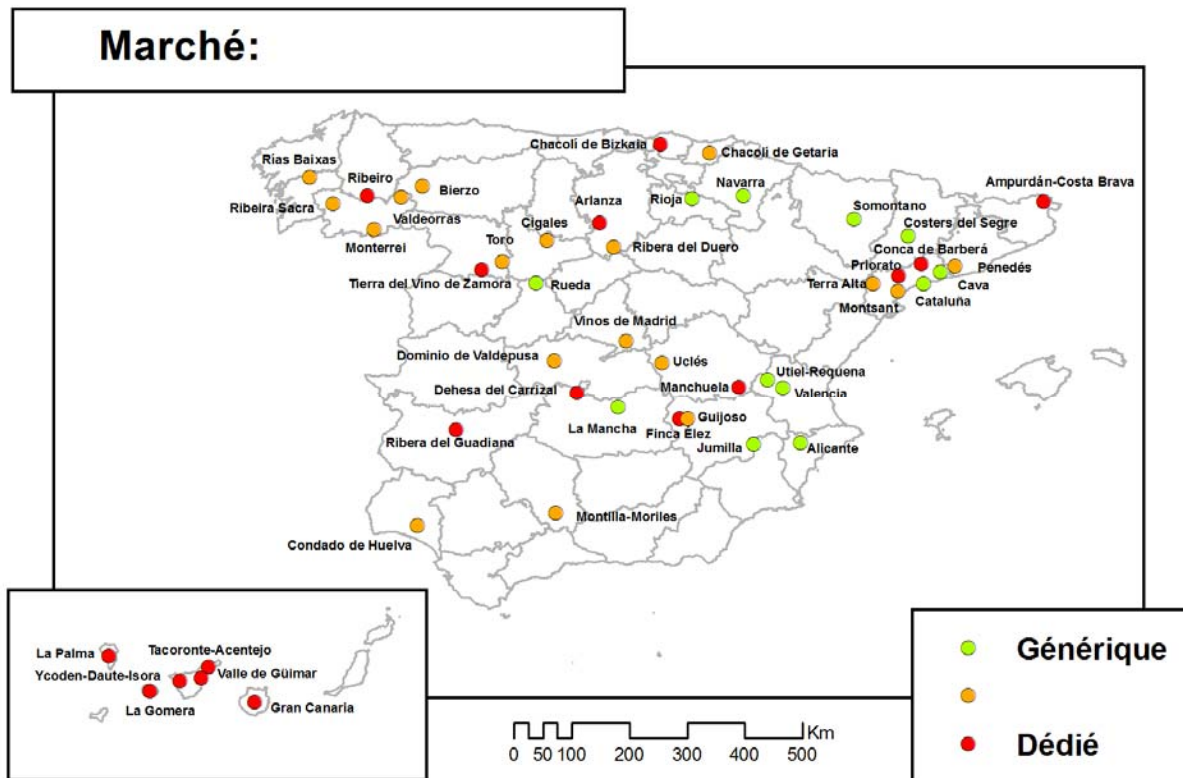 Marché:
Chacolí de Bizkaia
Chacoli de Getaria
Rias Baixas
Ribeiro
Bierzo
Navarra
Ampurdán-Costa Brava
Ribeira Sacra
Valdeorras
Arlanza
Rioja
Somontano
Costers del Segre
Monterrei
Cigales
Toro
Ribera del Duero
Conca de Barberá
Priorato
Penedés
Tierra del Vino de Zamora
Rueda
Terra Alta
Cava
Montsant
Cataluña
Vinos de Madrid
Dominio de Valdepusa
Uclés
Utiel-Requena
Dehesa del Carrizal
Manchuela
Valencia
La Mancha
Guijoso
Finca Élez
Ribera del Guadiana
Jumilla
Alicante
Montilla-Moriles
Condado de Huelva
La Palma
Tacoronte-Acentejo
Ycoden-Daute-Isora
Valle de Güimar
La Gomera
Gran Canaria
Km
0 50 100 200 300 400 500
Générique
Dédié